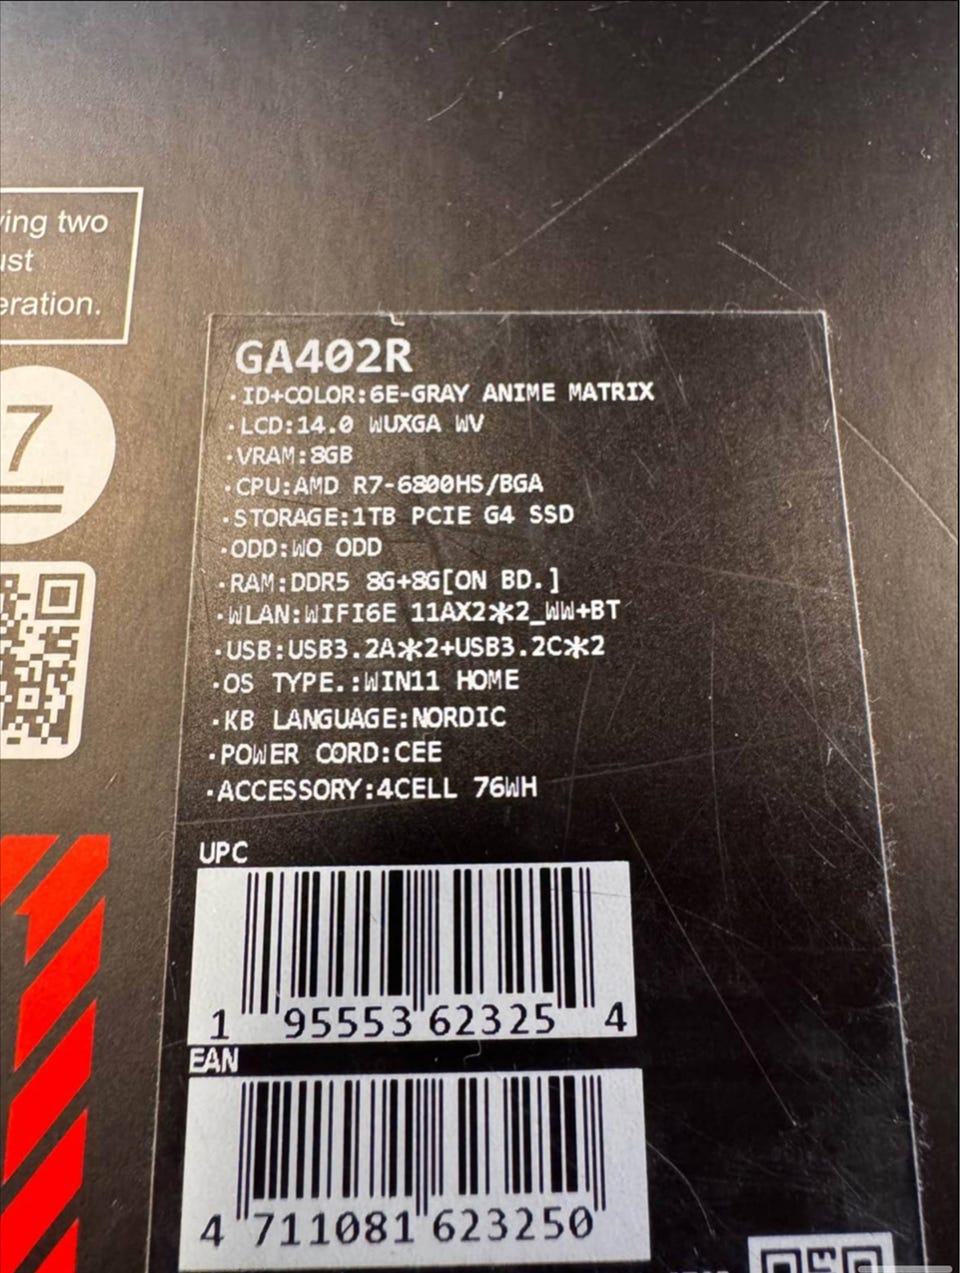 ing two
ust
eration.
7
GA402R
·ID+COLOR:6E-GRAY ANIME MATRIX
·LCD:14.0 WUXGA WV
·VRAM:8GB
·CPU:AMD R7-6800HS/BGA
·STORAGE:1TB PCIE G4 SSD
·ODD:WO ODD
·RAM:DDR5 8G+8G[ON BD.]
·WLAN:WIFI6E 11AX2*2_WW+BT
·USB:USB3.2A*2+USB3.2C*2
·OS TYPE.:WIN11 HOME
·KB LANGUAGE:NORDIC
·POWER CORD:CEE
·ACCESSORY:4CELL 76WH
UPC
1 95553 62325 4
EAN
4 711081 623250